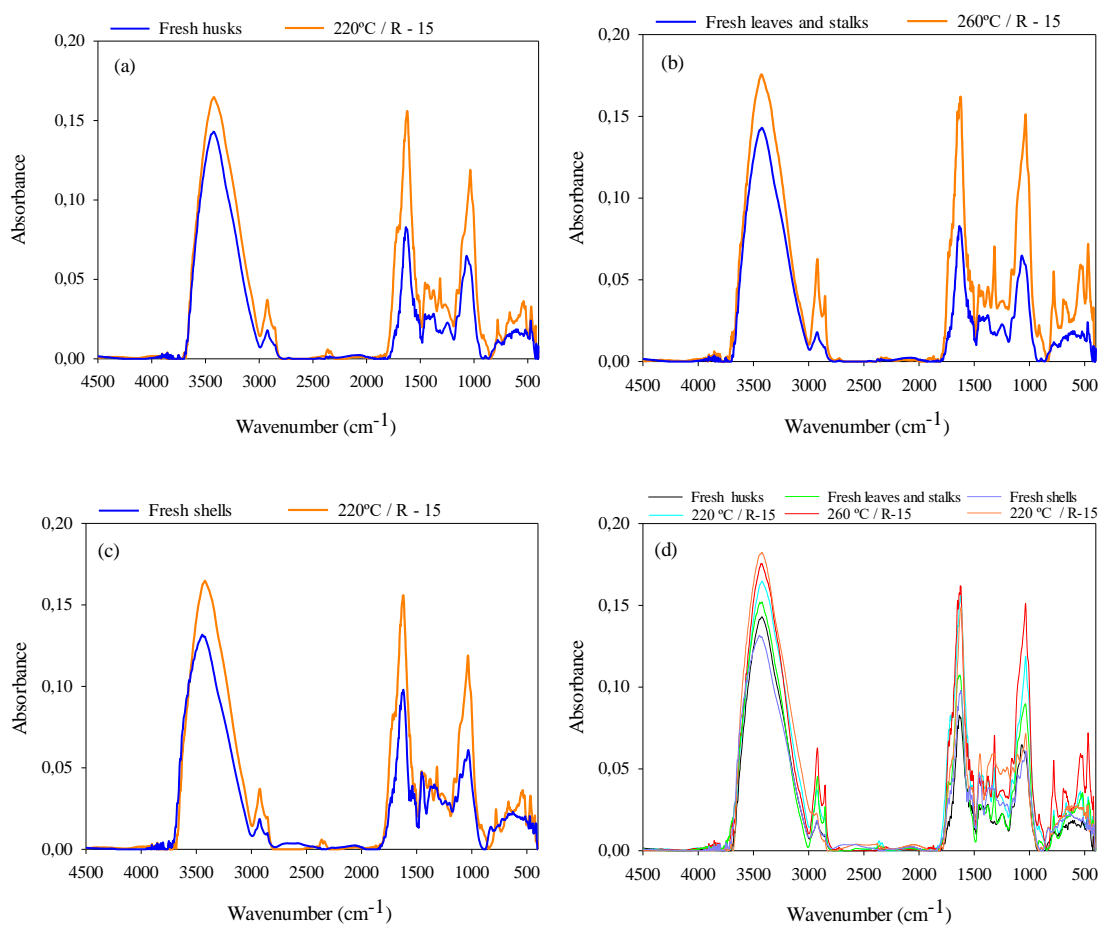 Fresh husks 220ºC / R - 15
0,20
(a)
0,15
0,10
0,05
0,00
Absorbance
4500 4000 3500 3000 2500 2000 1500 1000 500
Wavenumber (cm-1)
Fresh leaves and stalks 260ºC / R - 15
0,20
(b)
0,15
0,10
0,05
0,00
Absorbance
4500 4000 3500 3000 2500 2000 1500 1000 500
Wavenumber (cm-1)
Fresh shells 220ºC / R - 15
0,20
(c)
0,15
0,10
0,05
0,00
Absorbance
4500 4000 3500 3000 2500 2000 1500 1000 500
Wavenumber (cm-1)
Fresh husks Fresh leaves and stalks Fresh shells
220 ºC / R-15 260 ºC / R-15 220 ºC / R-15
0,20
(d)
0,15
0,10
0,05
0,00
Absorbance
4500 4000 3500 3000 2500 2000 1500 1000 500
Wavenumber (cm-1)